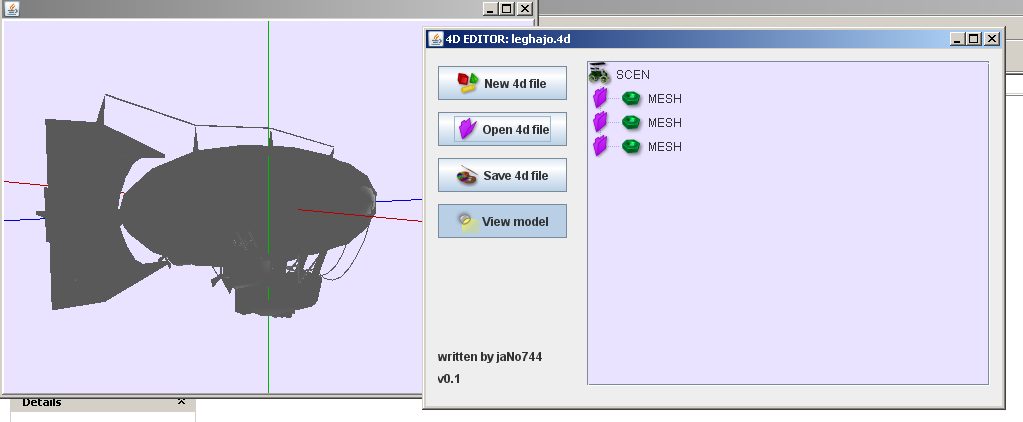 4D EDITOR: leghajo.4d
New 4d file
Open 4d file
Save 4d file
View model
SCEN
MESH
MESH
MESH
written by jaNo744
v0.1
Details